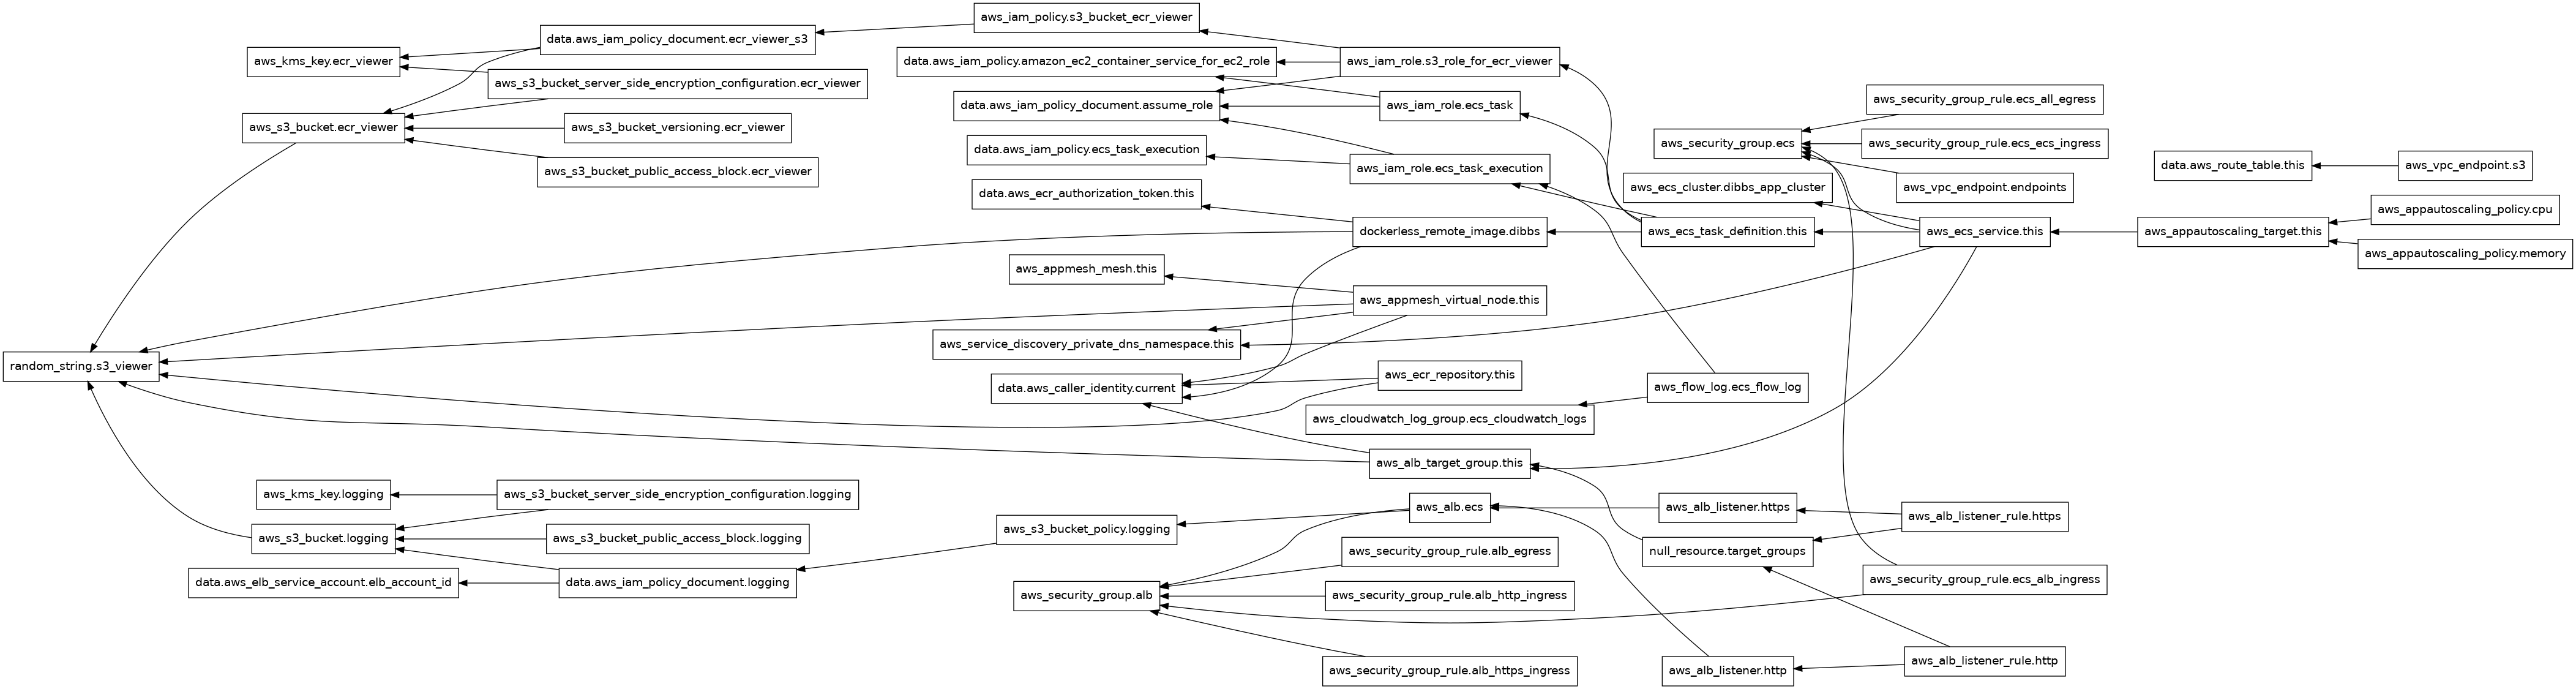 aws_iam_policy.s3_bucket_ecr_viewer
data.aws_iam_policy_document.ecr_viewer_s3
aws_kms_key.ecr_viewer
data.aws_iam_policy.amazon_ec2_container_service_for_ec2_role
aws_iam_role.s3_role_for_ecr_viewer
aws_s3_bucket_server_side_encryption_configuration.ecr_viewer
data.aws_iam_policy_document.assume_role
aws_iam_role.ecs_task
aws_security_group_rule.ecs_all_egress
aws_s3_bucket.ecr_viewer
aws_s3_bucket_versioning.ecr_viewer
data.aws_iam_policy.ecs_task_execution
aws_security_group.ecs
aws_security_group_rule.ecs_ecs_ingress
aws_s3_bucket_public_access_block.ecr_viewer
aws_iam_role.ecs_task_execution
data.aws_route_table.this
aws_vpc_endpoint.s3
data.aws_ecr_authorization_token.this
aws_ecs_cluster.dibbs_app_cluster
aws_vpc_endpoint.endpoints
aws_appautoscaling_policy.cpu
dockerless_remote_image.dibbs
aws_ecs_task_definition.this
aws_ecs_service.this
aws_appautoscaling_target.this
aws_appautoscaling_policy.memory
aws_appmesh_mesh.this
aws_appmesh_virtual_node.this
aws_service_discovery_private_dns_namespace.this
random_string.s3_viewer
data.aws_caller_identity.current
aws_ecr_repository.this
aws_flow_log.ecs_flow_log
aws_cloudwatch_log_group.ecs_cloudwatch_logs
aws_alb_target_group.this
aws_kms_key.logging
aws_s3_bucket_server_side_encryption_configuration.logging
aws_alb.ecs
aws_alb_listener.https
aws_alb_listener_rule.https
aws_s3_bucket.logging
aws_s3_bucket_public_access_block.logging
aws_s3_bucket_policy.logging
aws_security_group_rule.alb_egress
null_resource.target_groups
data.aws_elb_service_account.elb_account_id
data.aws_iam_policy_document.logging
aws_security_group.alb
aws_security_group_rule.alb_http_ingress
aws_security_group_rule.ecs_alb_ingress
aws_security_group_rule.alb_https_ingress
aws_alb_listener.http
aws_alb_listener_rule.http